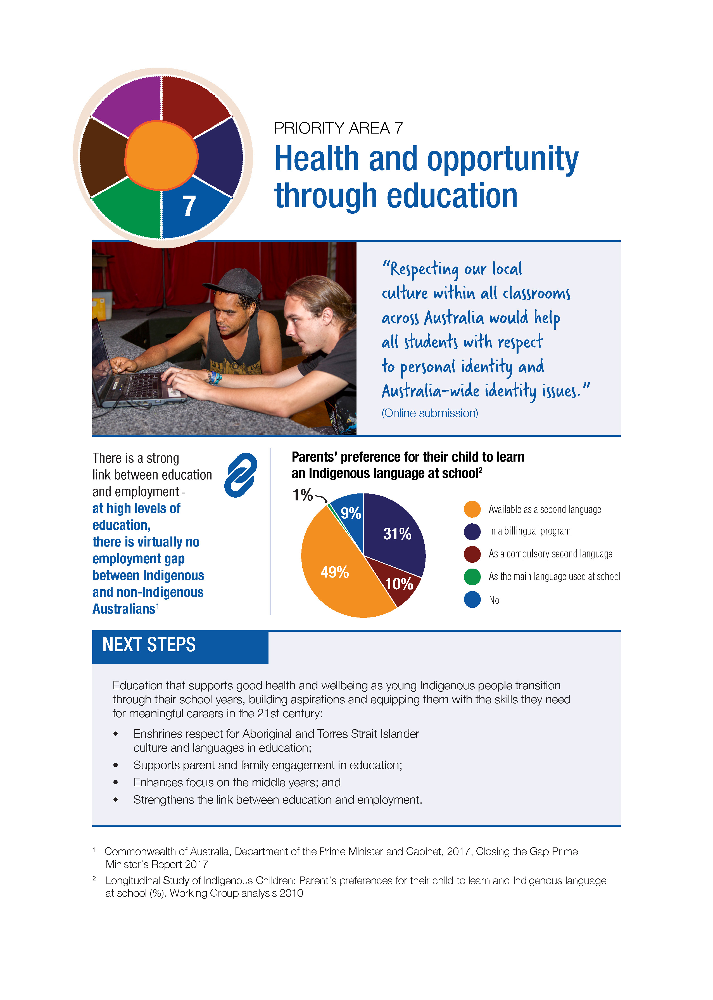 PRIORITY AREA 7
Health and opportunity
through education
7
"Respecting our local
culture within all classrooms
across Australia would help
all students with respect
to personal identity and
Australia-wide identity issues."
(Online submission)
There is a strong
link between education
and employment -
at high levels of
education,
there is virtually no
employment gap
between Indigenous
and non-Indigenous
Australians¹
Parents' preference for their child to learn
an Indigenous language at school²
1%
9%
31%
49%
10%
Available as a second language
In a billingual program
As a compulsory second language
As the main language used at school
No
NEXT STEPS
Education that supports good health and wellbeing as young Indigenous people transition
through their school years, building aspirations and equipping them with the skills they need
for meaningful careers in the 21st century:
• Enshrines respect for Aboriginal and Torres Strait Islander
culture and languages in education;
• Supports parent and family engagement in education;
• Enhances focus on the middle years; and
• Strengthens the link between education and employment.
¹ Commonwealth of Australia, Department of the Prime Minister and Cabinet, 2017, Closing the Gap Prime
Minister's Report 2017
² Longitudinal Study of Indigenous Children: Parent's preferences for their child to learn and Indigenous language
at school (%). Working Group analysis 2010